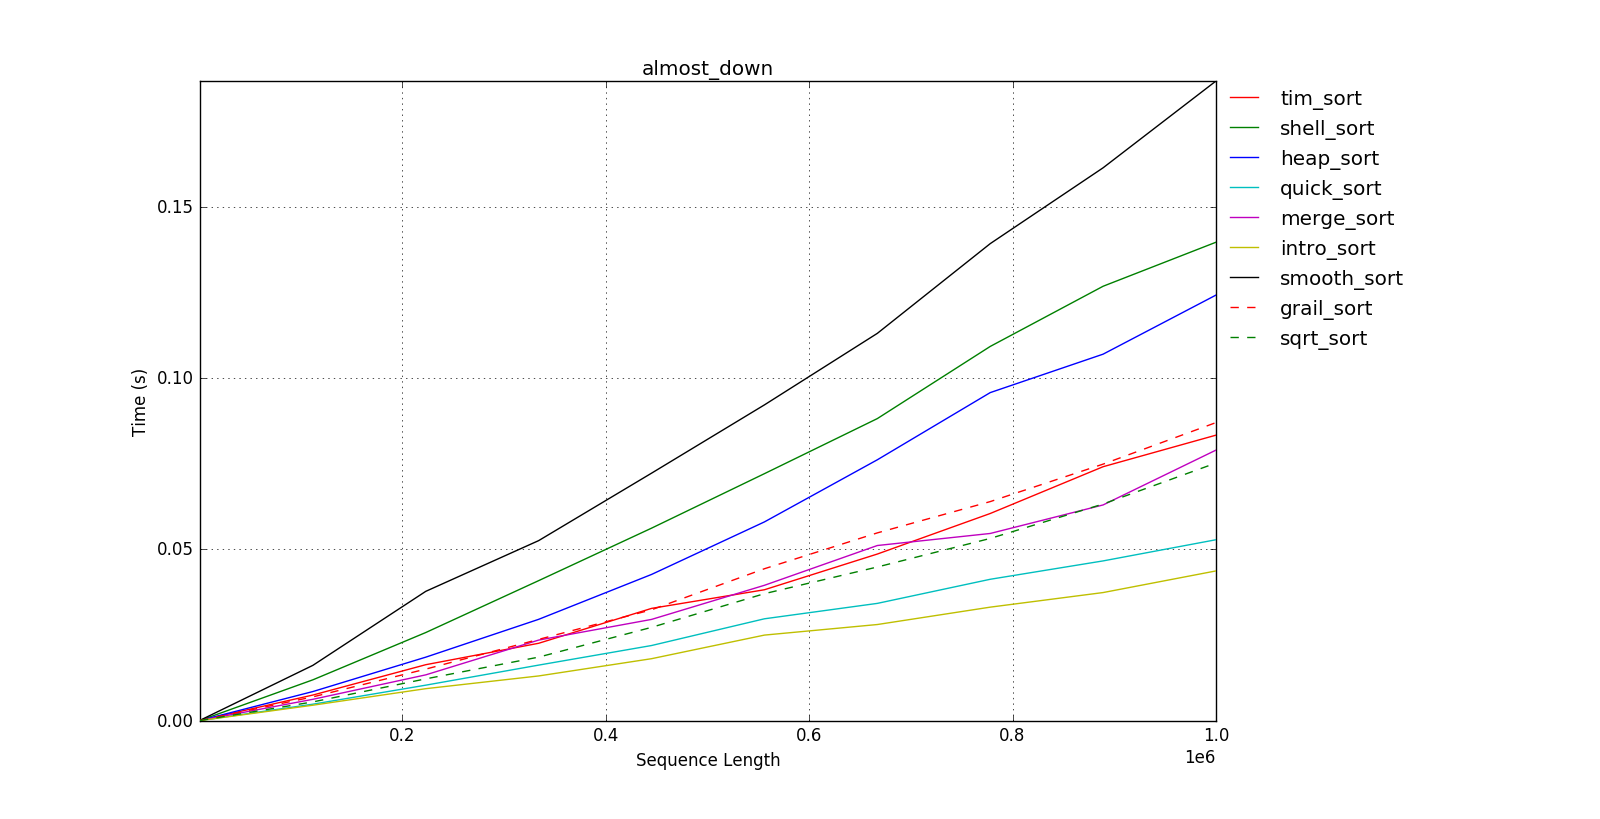 almost_down
tim_sort
shell_sort
heap_sort
quick_sort
merge_sort
intro_sort
smooth_sort
grail_sort
sqrt_sort
Time (s)
0.15
0.10
0.05
0.00
0.2 0.4 0.6 0.8 1.0
1e6
Sequence Length